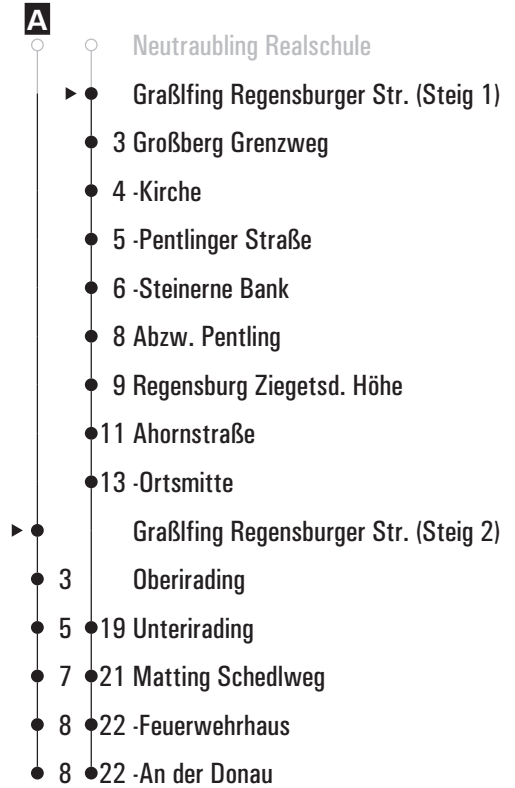 A
Neutraubling Realschule
Graßlfing Regensburger Str. (Steig 1)
3 Großberg Grenzweg
4 -Kirche
5 -Pentlinger Straße
6 -Steinerne Bank
8 Abzw. Pentling
9 Regensburg Ziegetsd. Höhe
11 Ahornstraße
13 -Ortsmitte
Graßlfing Regensburger Str. (Steig 2)
3 Oberirading
5 19 Unterirading
7 21 Matting Schedlweg
8 22 -Feuerwehrhaus
8 22 -An der Donau